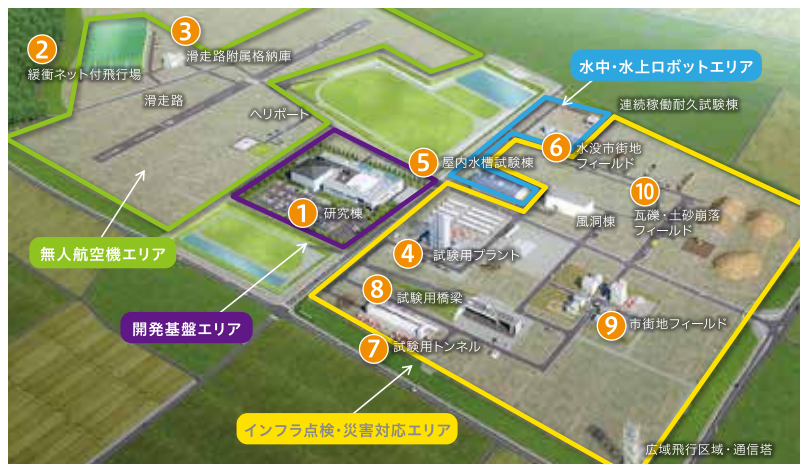 3
2
滑走路附属格納庫
緩衝ネット付飛行場
水中・水上ロボットエリア
滑走路
ヘリポート
連続稼働耐久試験棟
5
屋内水槽試験棟
6
水没市街地
フィールド
1
研究棟
10
瓦礫・土砂崩落
フィールド
風洞棟
無人航空機エリア
4
試験用プラント
8
試験用橋梁
開発基盤エリア
9
市街地フィールド
7
試験用トンネル
インフラ点検・災害対応エリア
広域飛行区域・通信塔